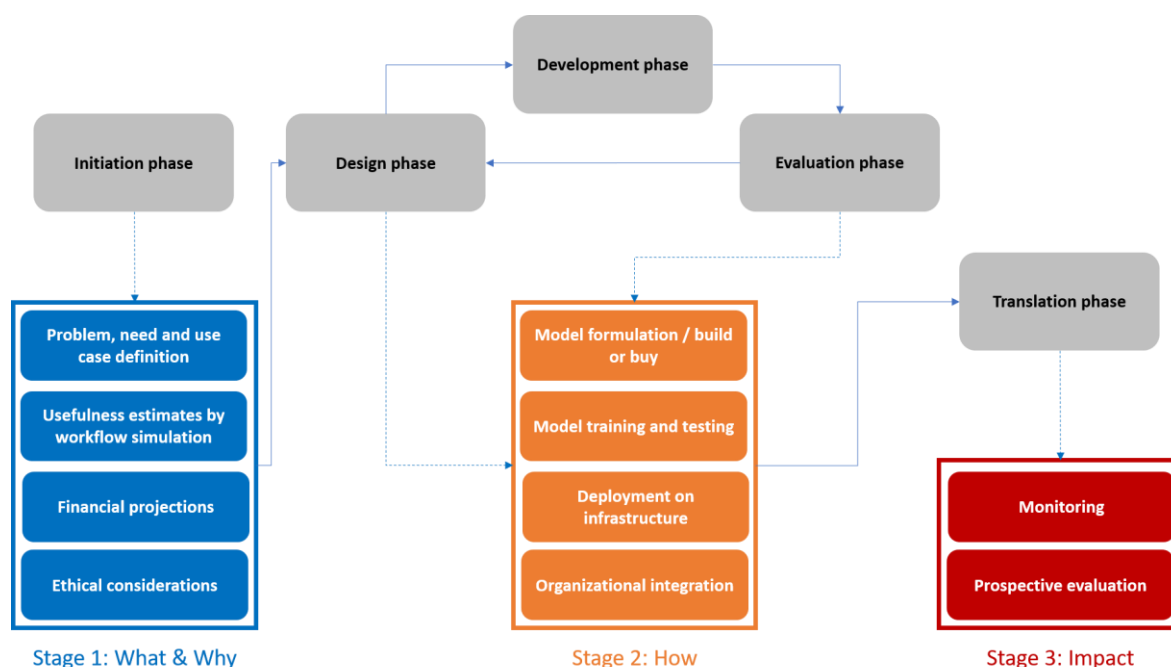 Development phase
Initiation phase
Design phase
Evaluation phase
Translation phase
Problem, need and use
case definition
Usefulness estimates by
workflow simulation
Financial projections
Ethical considerations
Stage 1: What & Why
Model formulation / build
or buy
Model training and testing
Deployment on
infrastructure
Organizational integration
Stage 2: How
Monitoring
Prospective evaluation
Stage 3: Impact